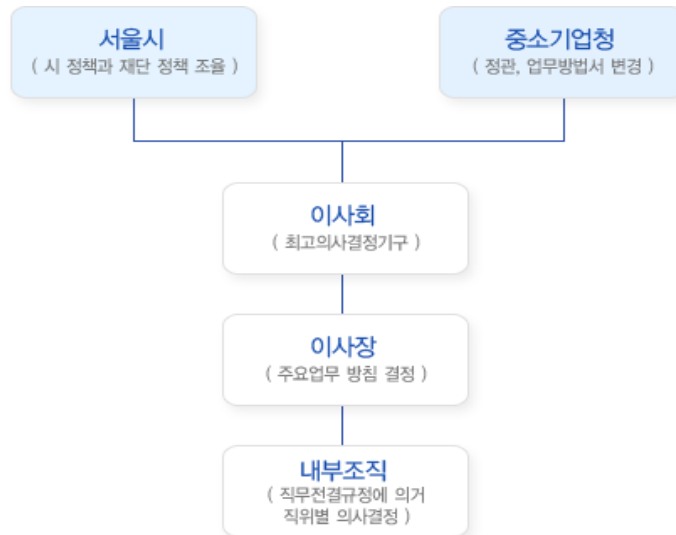 서울시
( 시 정책과 재단 정책 조율 )
중소기업청
( 정관, 업무방법서 변경 )
이사회
( 최고의사결정기구 )
이사장
( 주요업무 방침 결정 )
내부조직
( 직무전결규정에 의거
직위별 의사결정 )